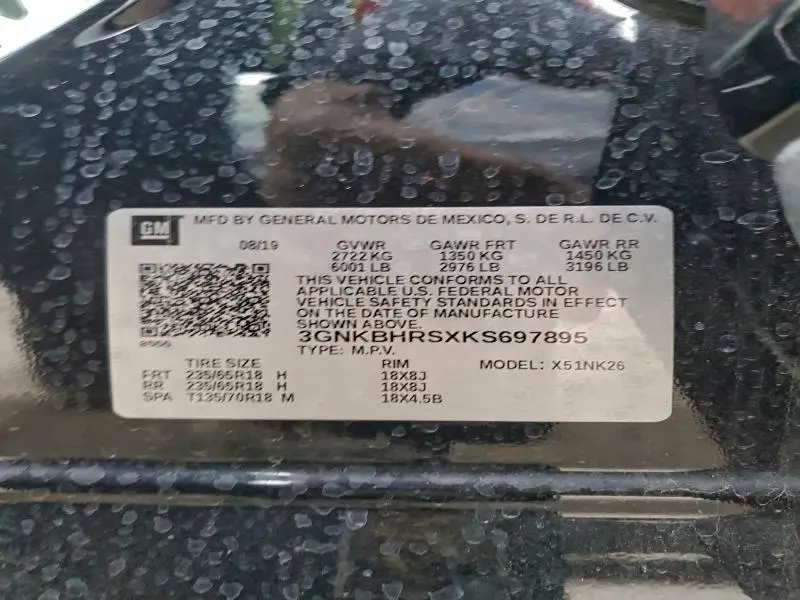 GM MFD BY GENERAL MOTORS DE MEXICO, S. DE R.L. DE C.V.
08/19 GVWR GAWR FRT GAWR RR
2722 KG 1350 KG 1450 KG
6001 LB 2976 LB 3196 LB
THIS VEHICLE CONFORMS TO ALL
APPLICABLE U.S. FEDERAL MOTOR
VEHICLE SAFETY STANDARDS IN EFFECT
ON THE DATE OF MANUFACTURE
SHOWN ABOVE.
3GNKBHRSXKS697895
TYPE: M.P.V. MODEL: X51NK26
TIRE SIZE RIM
FRT 235/65R18 H 18X8J
RR 235/65R18 H 18X8J
SPA T135/70R18 M 18X4.5B